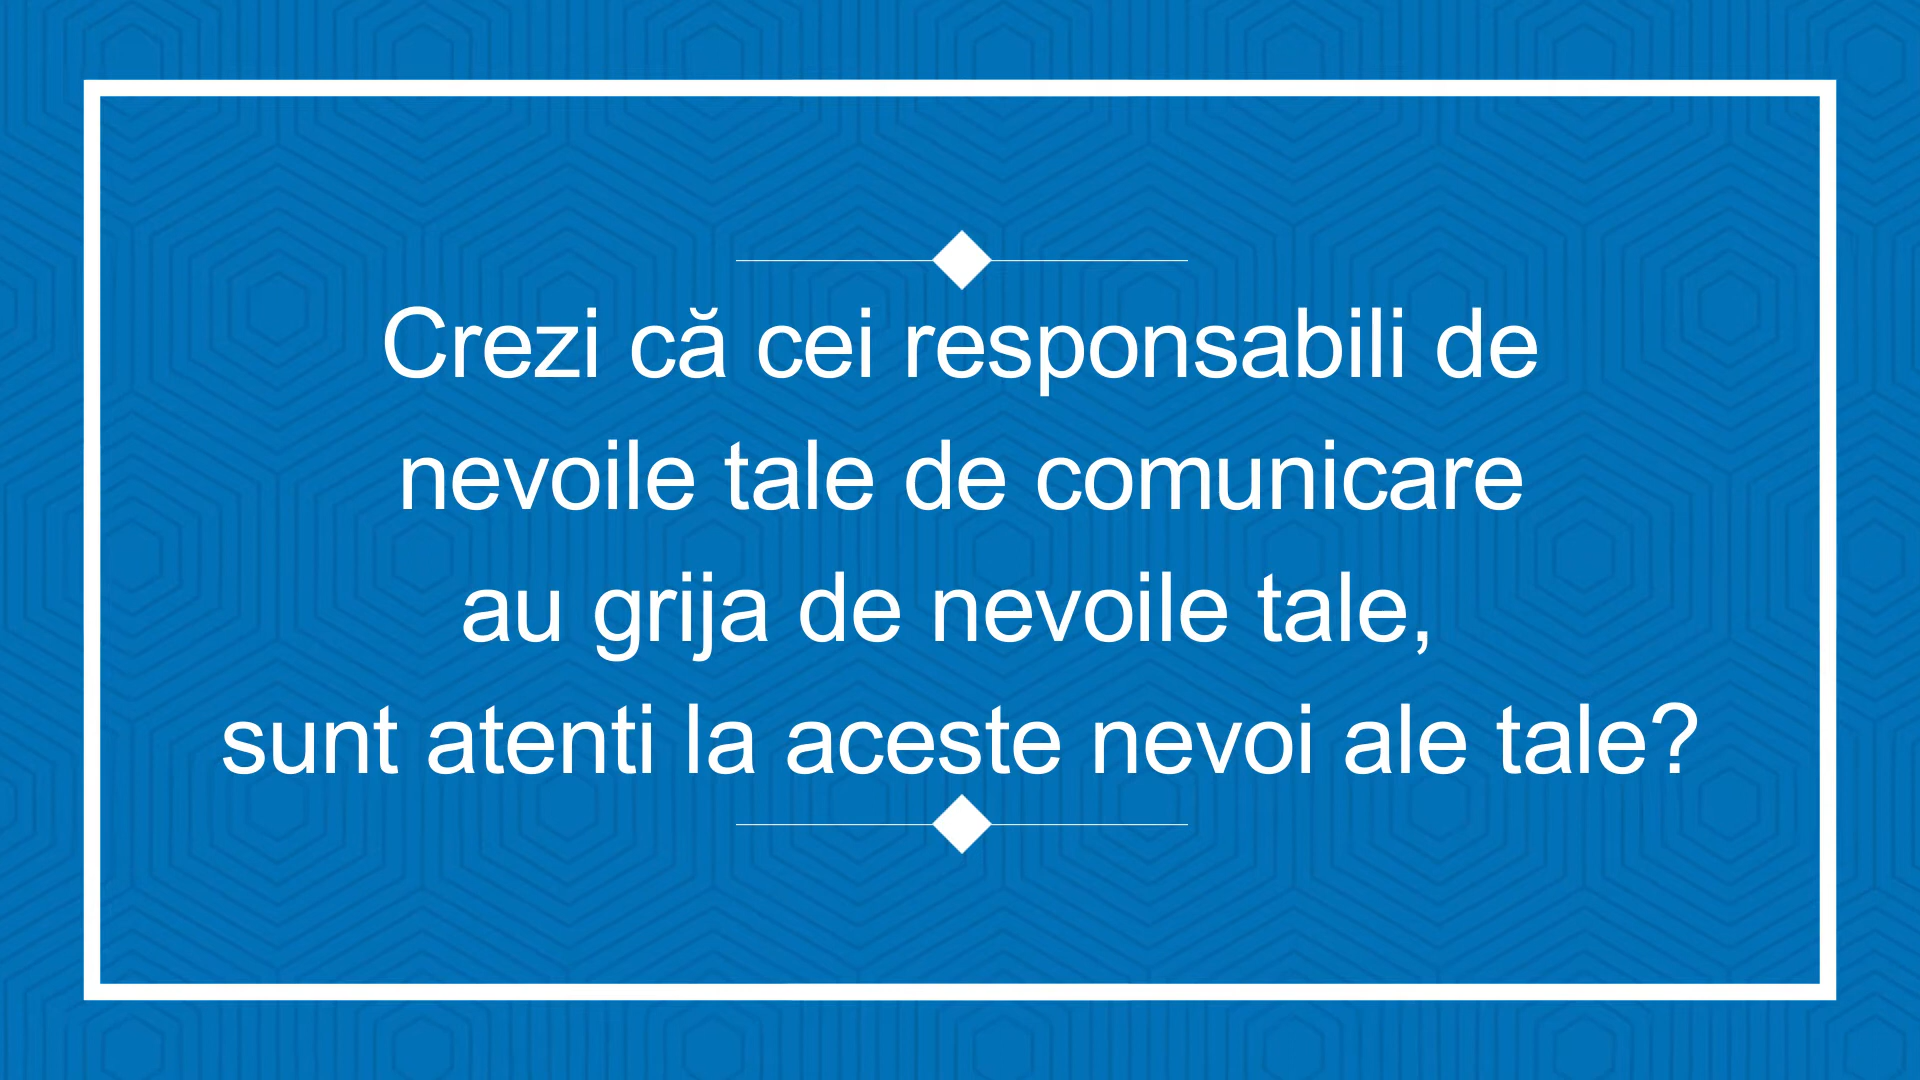 Crezi că cei responsabili de
nevoile tale de comunicare
au grija de nevoile tale,
sunt atenti la aceste nevoi ale tale?